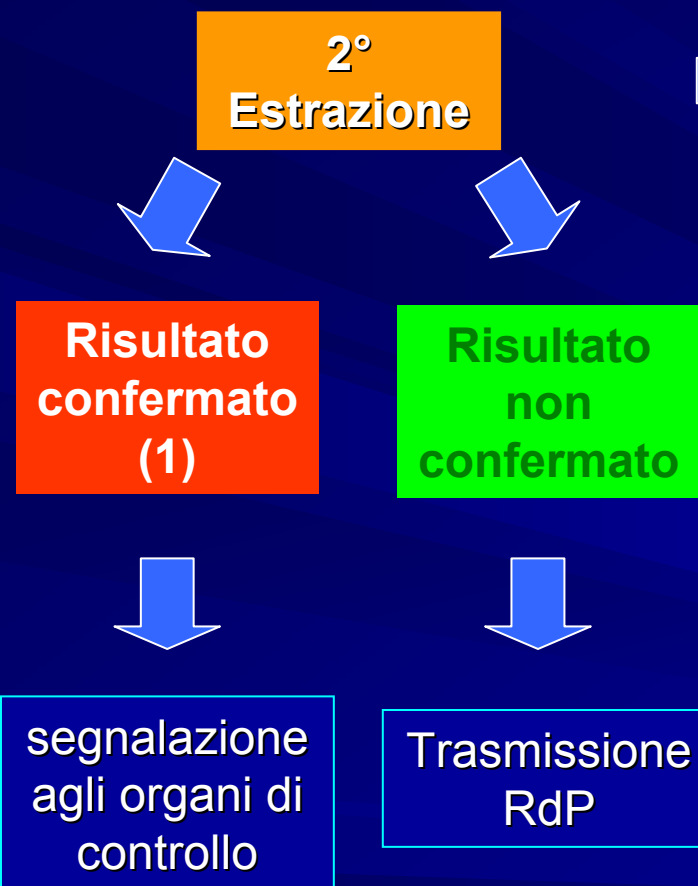 2°
Estrazione
Risultato
confermato
(1)
Risultato
non
confermato
segnalazione
agli organi di
controllo
Trasmissione
RdP